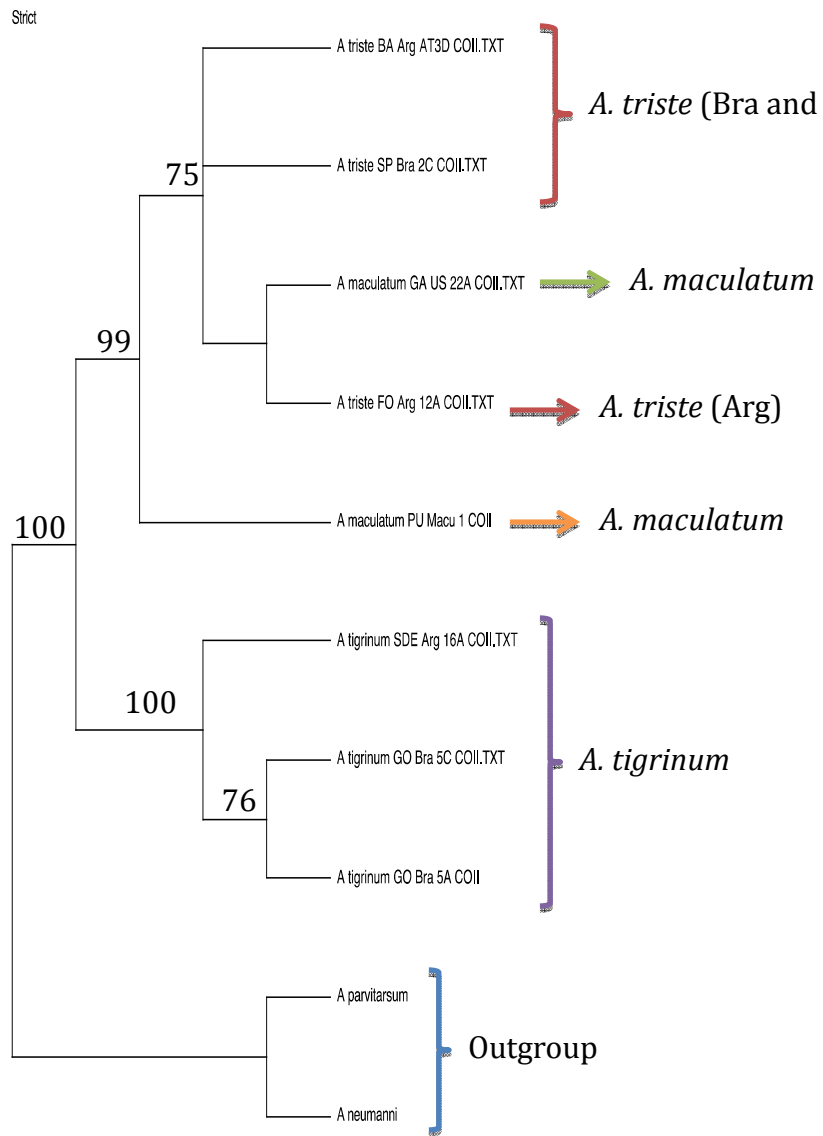 Strict
A triste BA Arg AT3D COII.TXT
A. triste (Bra and
75
A triste SP Bra 2C COII.TXT
A maculatum GA US 22A COII.TXT
A. maculatum
99
A triste FO Arg 12A COII.TXT
A. triste (Arg)
100
A maculatum PU Macu 1 COII
A. maculatum
A tigrinum SDE Arg 16A COII.TXT
100
A tigrinum GO Bra 5C COII.TXT
A. tigrinum
76
A tigrinum GO Bra 5A COII
A parvitarsum
Outgroup
A neumanni